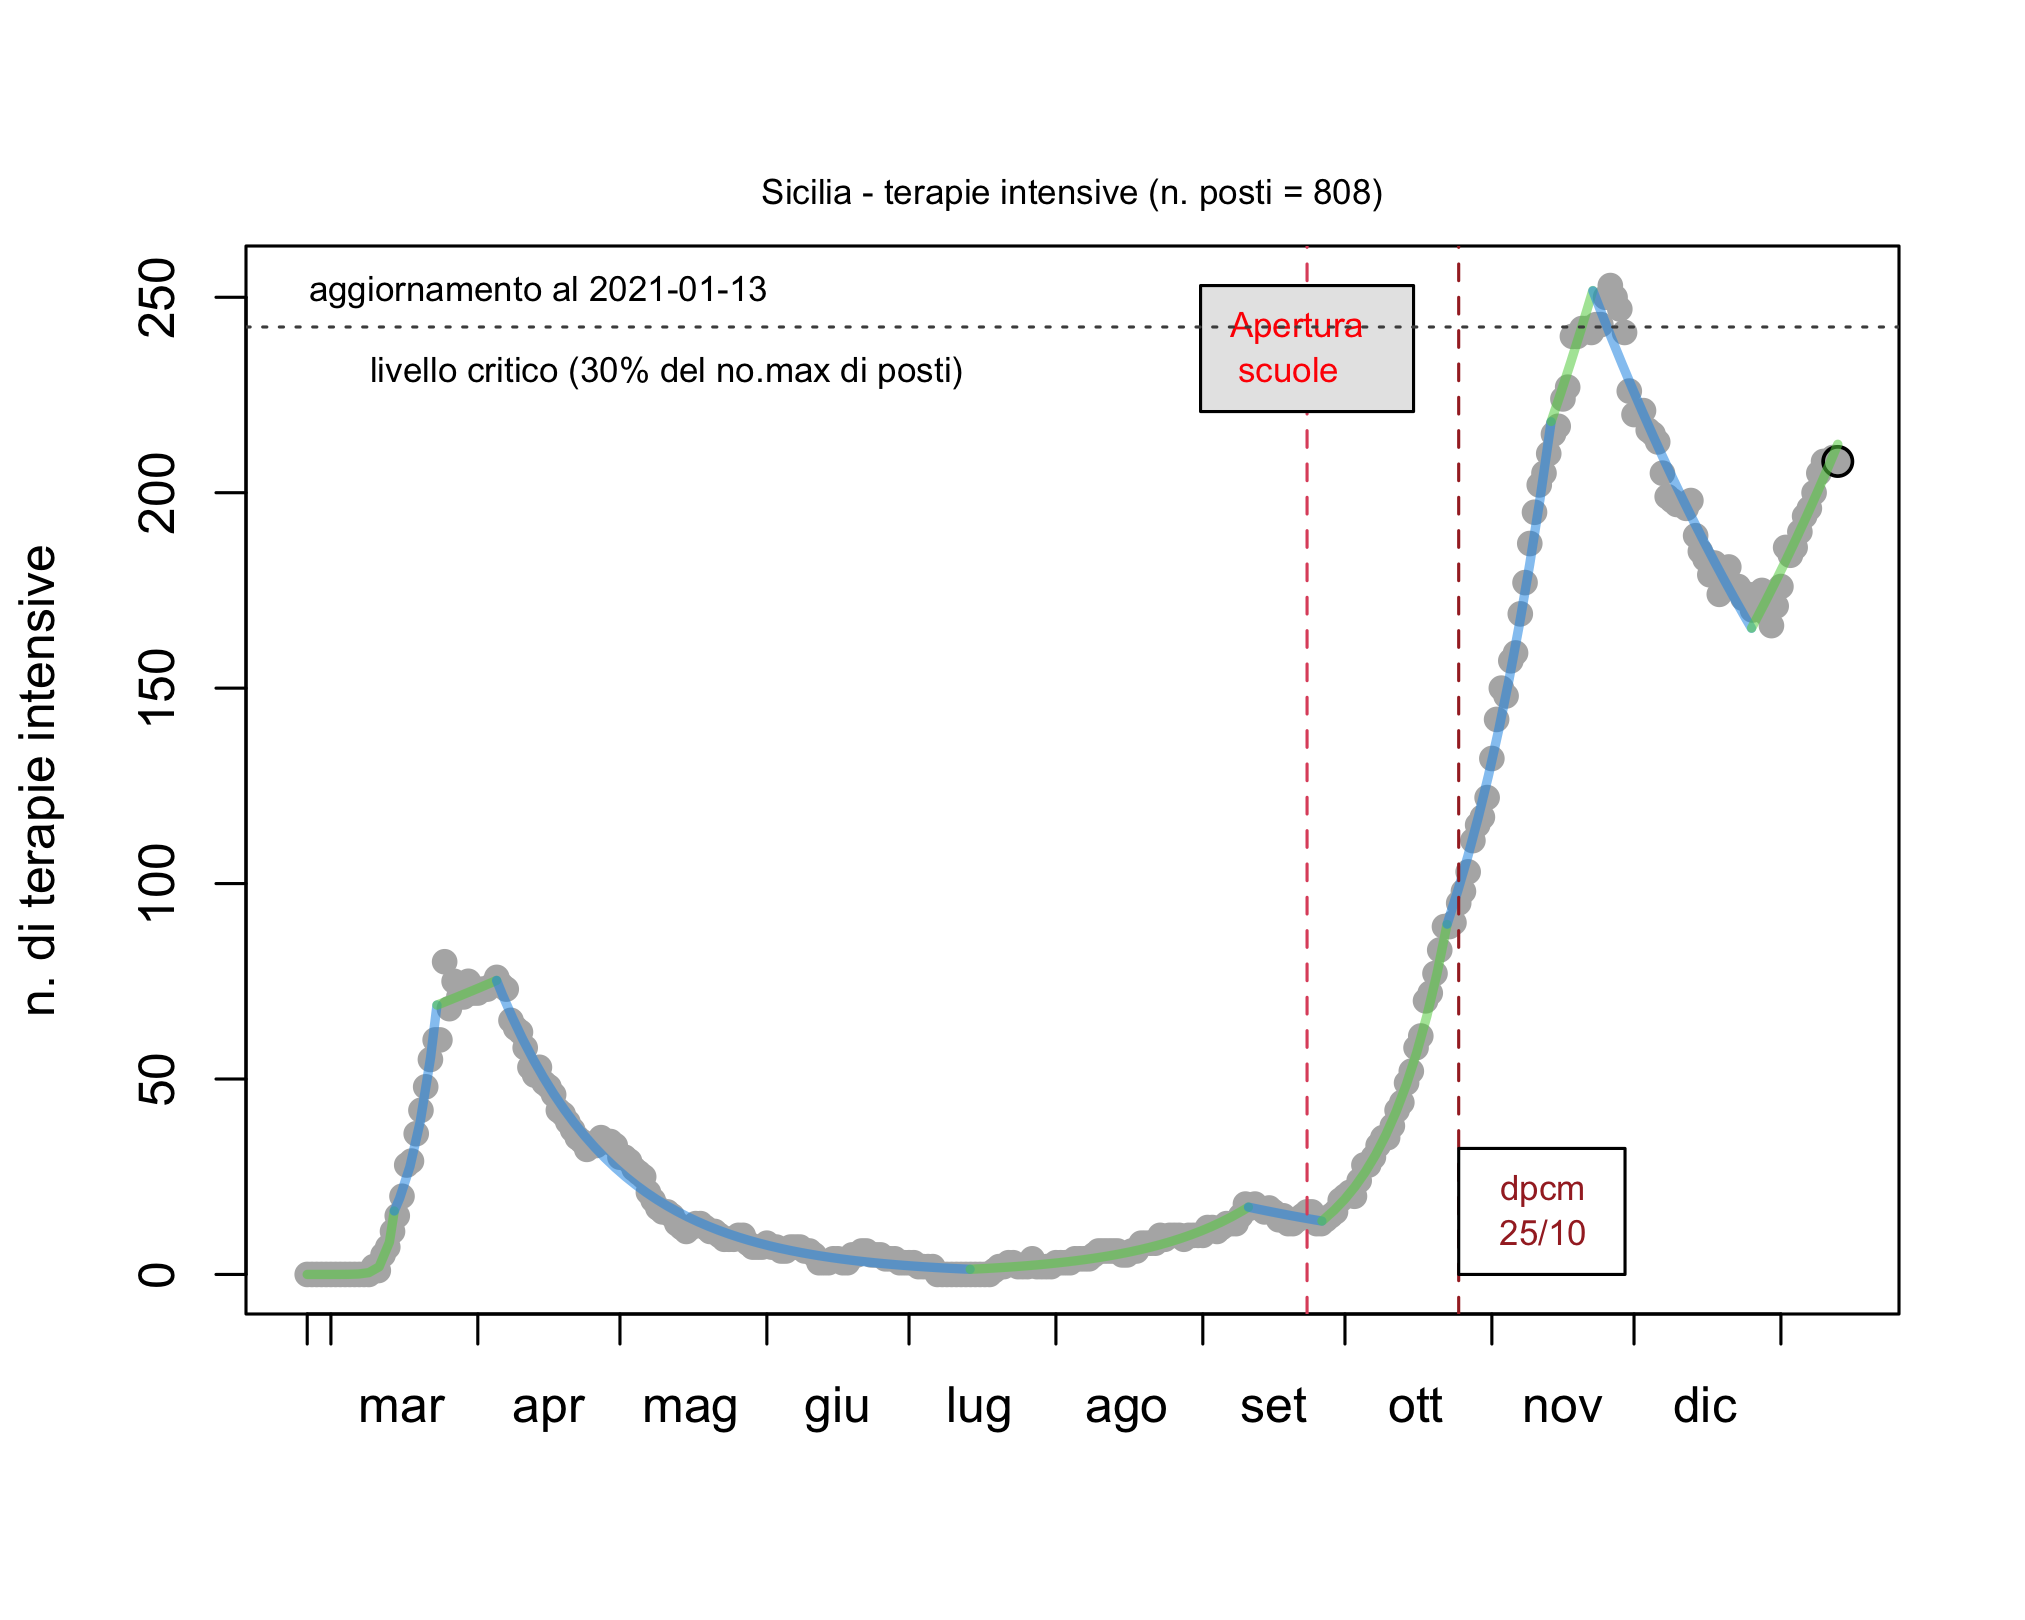 Sicilia - terapie intensive (n. posti = 808)
aggiornamento al 2021-01-13
livello critico (30% del no.max di posti)
Apertura
scuole
dpcm
25/10
n. di terapie intensive
250
200
150
100
50
0
mar apr mag giu lug ago set ott nov dic